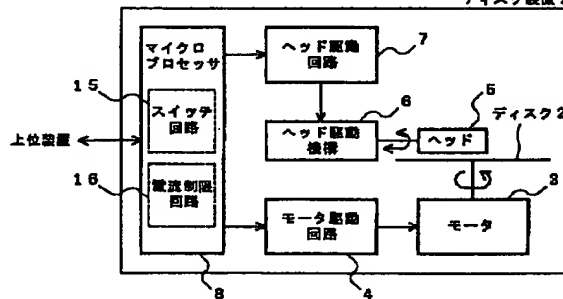 マイクロ
プロセッサ
15
スイッチ
回路
上位装置
16
電流制限
回路
8
ヘッド駆動
回路
7
6
ヘッド駆動
機構
5
ヘッド
ディスク2
モータ駆動
回路
4
3
モータ